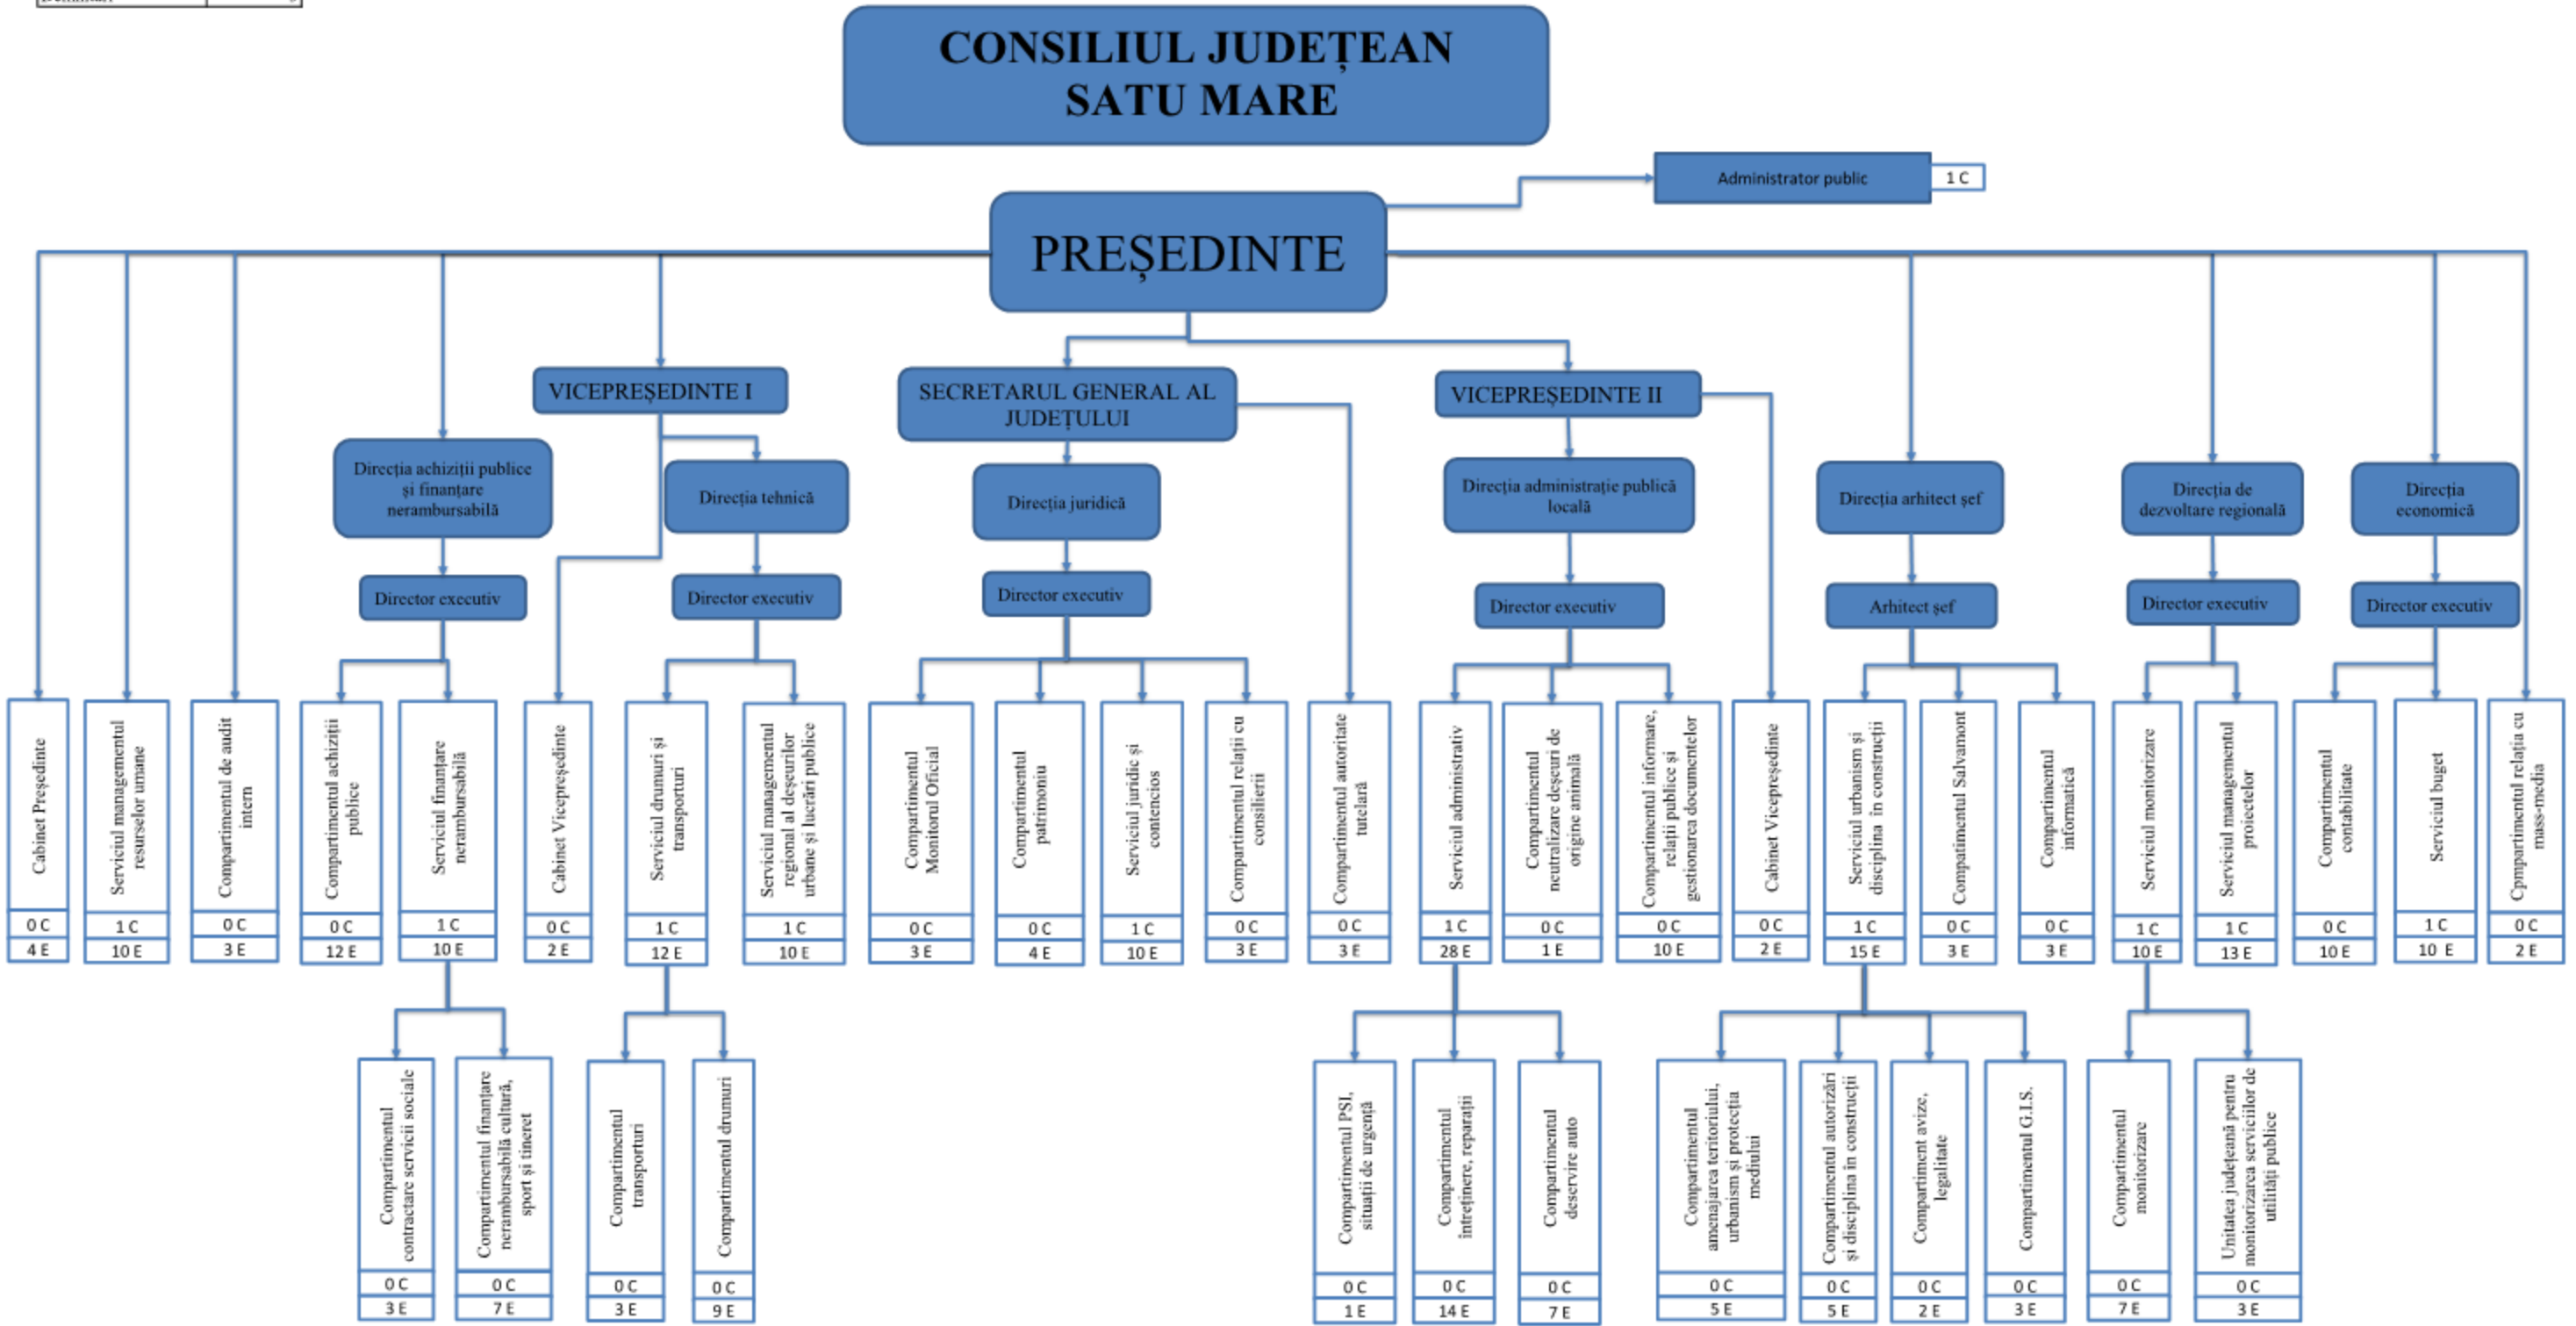 CONSILIUL JUDEȚEAN
SATU MARE
Administrator public
1 C
PREȘEDINTE
VICEPREȘEDINTE I
SECRETARUL GENERAL AL
JUDEȚULUI
VICEPREȘEDINTE II
Direcția achiziții publice
și finanțare
nerambursabilă
Direcția tehnică
Direcția juridică
Direcția administrație publică
locală
Direcția arhitect șef
Direcția de
dezvoltare regională
Direcția
economică
Director executiv
Director executiv
Director executiv
Director executiv
Arhitect șef
Director executiv
Director executiv
Cabinet Președinte
0 C
4 E
Serviciul managementul
resurselor umane
1 C
10 E
Compartimentul de audit
intern
0 C
3 E
Compartimentul achiziții
publice
0 C
12 E
Serviciul finanțare
nerambursabilă
1 C
10 E
Cabinet Vicepreședinte
0 C
2 E
Serviciul drumuri și
transporturi
1 C
12 E
Serviciul managementul
regional al deșeurilor
urbane și lucrări publice
1 C
10 E
Compartimentul
Monitorul Oficial
0 C
3 E
Compartimentul
patrimoniu
0 C
4 E
Serviciul juridic și
contencios
1 C
10 E
Compartimentul relații cu
consilierii
0 C
3 E
Compartimentul autoritate
tutelară
0 C
3 E
Serviciul administrativ
1 C
28 E
Compartimentul
neutralizare deșeuri de
origine animală
0 C
1 E
Compartimentul informare,
relații publice și
gestionarea documentelor
0 C
10 E
Cabinet Vicepreședinte
0 C
2 E
Serviciul urbanism și
disciplina în construcții
1 C
15 E
Compatimentul Salvamont
0 C
3 E
Compartimentul
informatică
0 C
3 E
Serviciul monitorizare
1 C
10 E
Serviciul managementul
proiectelor
1 C
13 E
Compartimentul
contabilitate
0 C
10 E
Serviciul buget
1 C
10 E
Cpmpartimentul relația cu
mass-media
0 C
2 E
Compartimentul
contractare servicii sociale
0 C
3 E
Compartimentul finanțare
nerambursabilă cultură,
sport și tineret
0 C
7 E
Compartimentul
transporturi
0 C
3 E
Compartimentul drumuri
0 C
9 E
Compartimentul PSI,
situații de urgență
0 C
1 E
Compartimentul
întreținere, reparații
0 C
14 E
Compartimentul
deservire auto
0 C
7 E
Compartimentul
amenajarea teritoriului,
urbanism și protecția
mediului
0 C
5 E
Compartimentul autorizări
și disciplina în construcții
0 C
5 E
Compartiment avize,
legalitate
0 C
2 E
Compartimentul G.I.S.
0 C
3 E
Compartimentul
monitorizare
0 C
7 E
Unitatea județeană pentru
monitorizarea serviciilor de
utilități publice
0 C
3 E